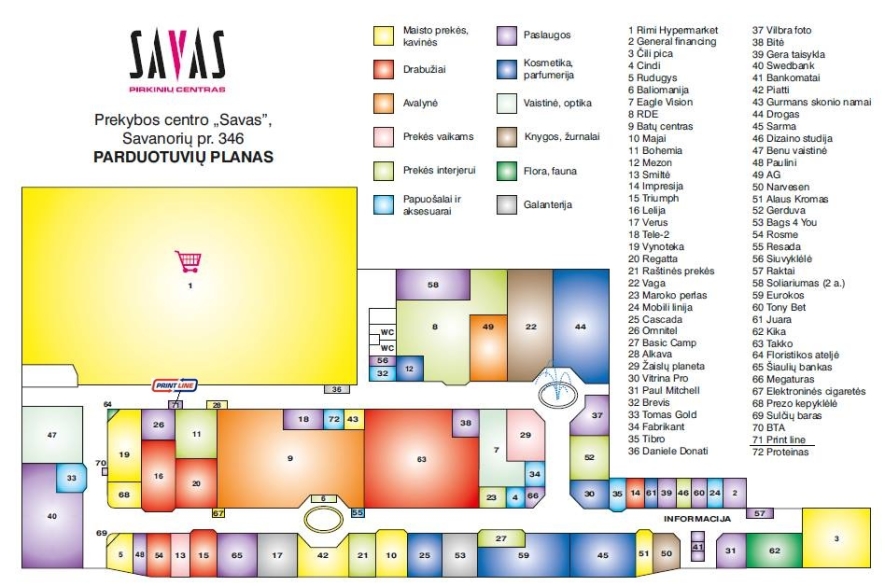 SAVAS
PIRKINIŲ CENTRAS
Prekybos centro „Savas”,
Savanorių pr. 346
PARDUOTUVIŲ PLANAS
Maisto prekės,
kavinės
Drabužiai
Avalynė
Prekės vaikams
Prekės interjerui
Papuošalai ir
aksesuarai
Paslaugos
Kosmetika,
parfumerija
Vaistinė, optika
Knygos, žurnalai
Flora, fauna
Galanterija
1 Rimi Hypermarket
2 General financing
3 Čili pica
4 Cindi
5 Rudugys
6 Baliomanija
7 Eagle Vision
8 RDE
9 Batų centras
10 Majai
11 Bohemia
12 Mezon
13 Smiltė
14 Impresija
15 Triumph
16 Lelija
17 Verus
18 Tele-2
19 Vynoteka
20 Regatta
21 Raštinės prekės
22 Vaga
23 Maroko perlas
24 Mobili linija
25 Cascada
26 Omnitel
27 Basic Camp
28 Alkava
29 Žaislų planeta
30 Vitrina Pro
31 Paul Mitchell
32 Brevis
33 Tomas Gold
34 Fabrikant
35 Tibro
36 Daniele Donati
37 Vilbra foto
38 Bitė
39 Gera taisykla
40 Swedbank
41 Bankomatai
42 Piatti
43 Gurmans skonio namai
44 Drogas
45 Sarma
46 Dizaino studija
47 Benu vaistinė
48 Paulini
49 AG
50 Narvesen
51 Alaus Kromas
52 Gerduva
53 Bags 4 You
54 Rosme
55 Resada
56 Siuvyklėlė
57 Raktai
58 Soliariumas (2 a.)
59 Eurokos
60 Tony Bet
61 Juara
62 Kika
63 Takko
64 Floristikos ateljė
65 Šiaulių bankas
66 Megaturas
67 Elektroninės cigaretės
68 Prezo kepyklėlė
69 Sulčių baras
70 BTA
71 Print line
72 Proteinas
1
58
8
49
22
44
WC
WC
56
32
12
36
PRINT LINE
71
28
64
47
33
40
70
19
68
26
11
16
20
67
9
18
72
43
6
55
63
38
7
29
34
23
4
66
37
52
30
35
14
61
39
46
60
24
2
57
INFORMACIJA
69
5
48
54
13
15
65
17
42
21
10
25
53
27
59
45
51
50
41
31
62
3